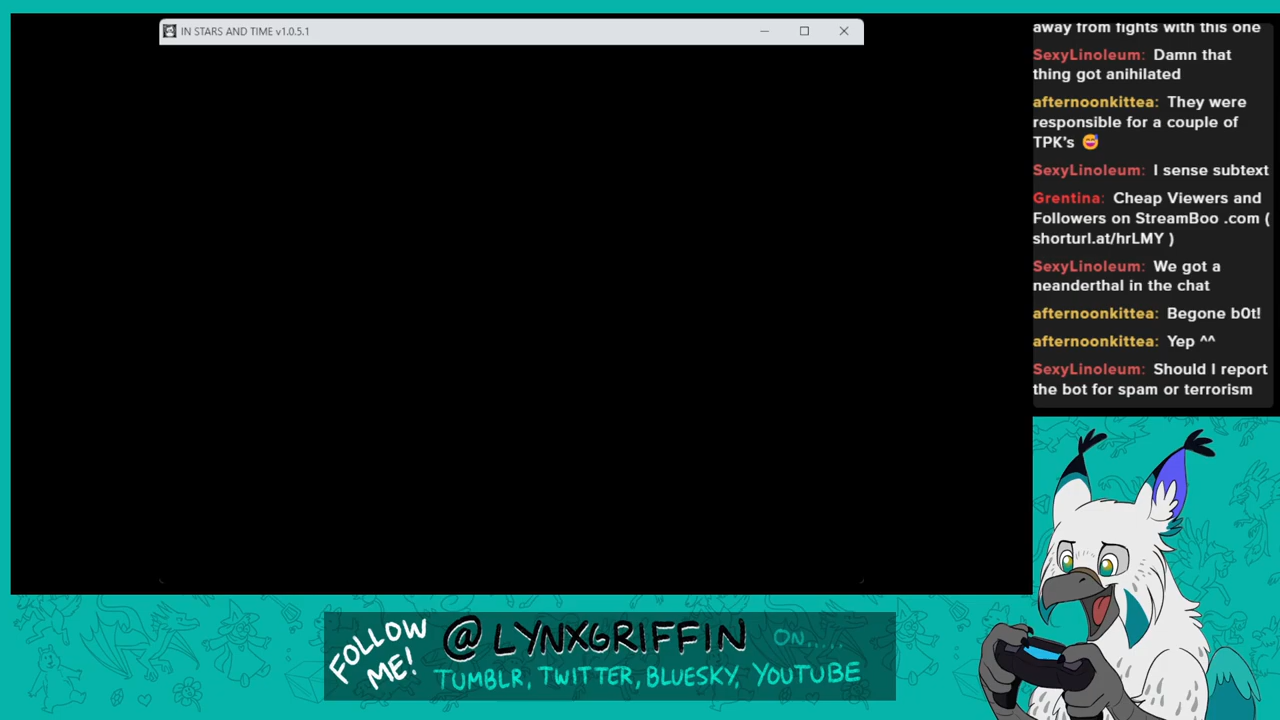 IN STARS AND TIME v1.0.5.1
away from fights with this one
SexyLinoleum: Damn that
thing got anihilated
afternoonkittea: They were
responsible for a couple of
TPK's 😅
SexyLinoleum: I sense subtext
Grentina: Cheap Viewers and
Followers on StreamBoo .com (
shorturl.at/hrLMY )
SexyLinoleum: We got a
neanderthal in the chat
afternoonkittea: Begone b0t!
afternoonkittea: Yep ^^
SexyLinoleum: Should I report
the bot for spam or terrorism
FOLLOW
ME!
@LYNXGRIFFIN ON.....
TUMBLR, TWITTER, BLUESKY, YOUTUBE